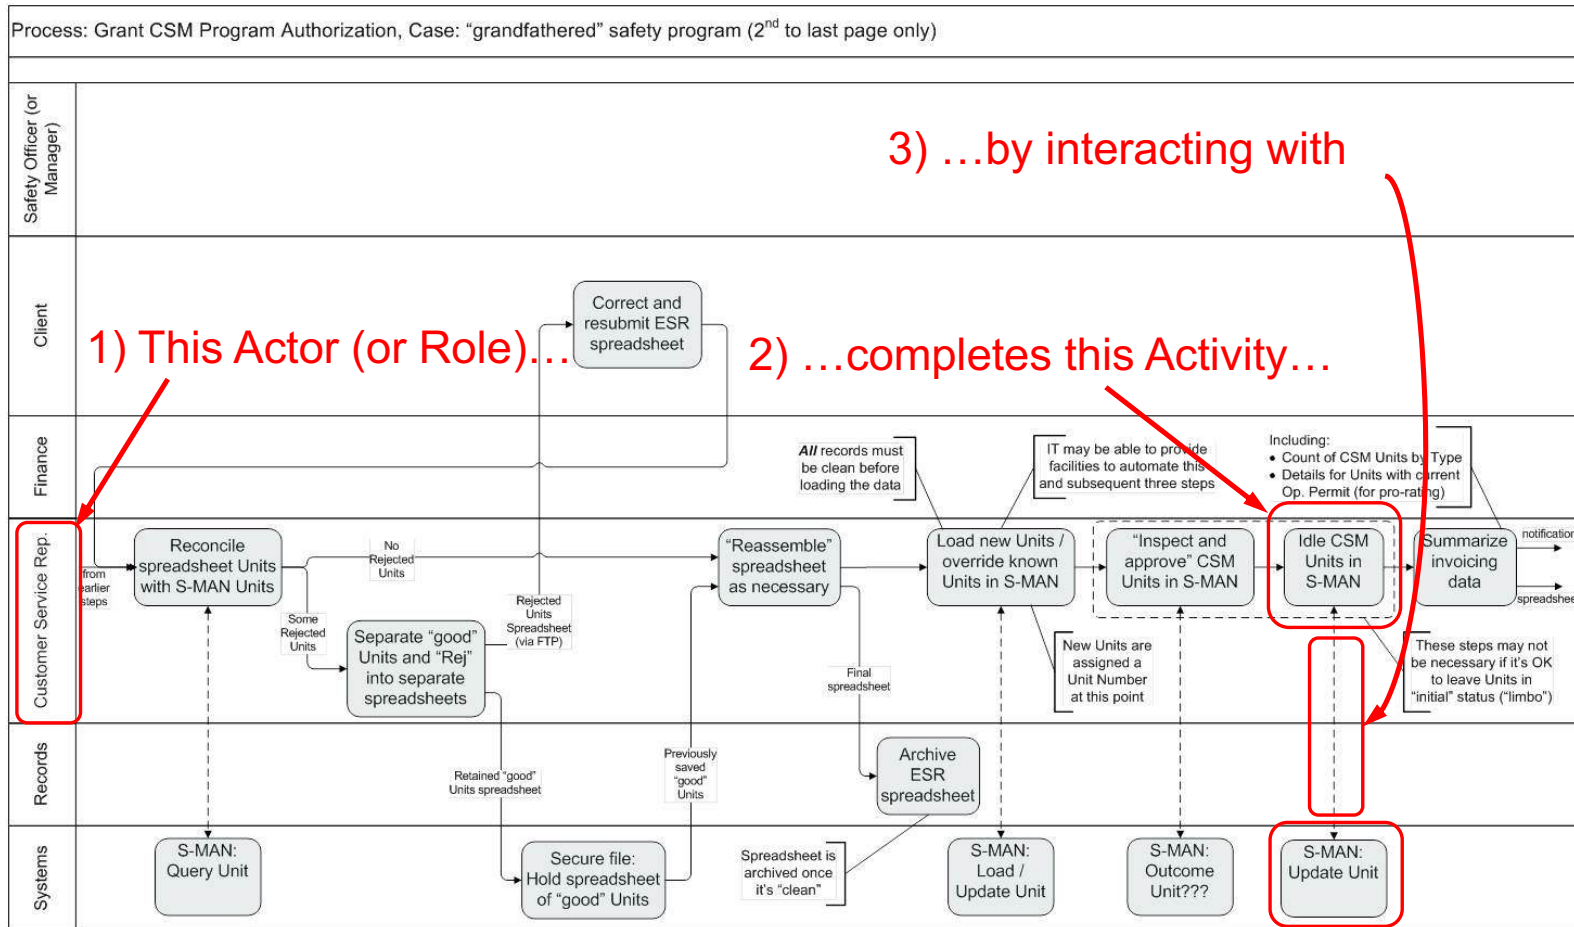 Process: Grant CSM Program Authorization, Case: “grandfathered” safety program (2nd to last page only)
Safety Officer (or
Manager)
3) …by interacting with
Client
Correct and
resubmit ESR
spreadsheet
1) This Actor (or Role)…
2) …completes this Activity…
Finance
All records must
be clean before
loading the data
IT may be able to provide
facilities to automate this
and subsequent three steps
Including:
• Count of CSM Units by Type
• Details for Units with current
Op. Permit (for pro-rating)
Customer Service Rep.
from
earlier
steps
Reconcile
spreadsheet Units
with S-MAN Units
No
Rejected
Units
Some
Rejected
Units
Separate “good”
Units and “Rej”
into separate
spreadsheets
Rejected
Units
Spreadsheet
(via FTP)
“Reassemble”
spreadsheet
as necessary
Final
spreadsheet
Load new Units /
override known
Units in S-MAN
New Units are
assigned a
Unit Number
at this point
“Inspect and
approve” CSM
Units in S-MAN
Idle CSM
Units in
S-MAN
These steps may not
be necessary if it’s OK
to leave Units in
“initial” status (“limbo”)
Summarize
invoicing
data
notification
spreadsheet
Records
Retained “good”
Units spreadsheet
Previously
saved
“good”
Units
Archive
ESR
spreadsheet
Systems
S-MAN:
Query Unit
Secure file:
Hold spreadsheet
of “good” Units
Spreadsheet is
archived once
it’s “clean”
S-MAN:
Load /
Update Unit
S-MAN:
Outcome
Unit???
S-MAN:
Update Unit